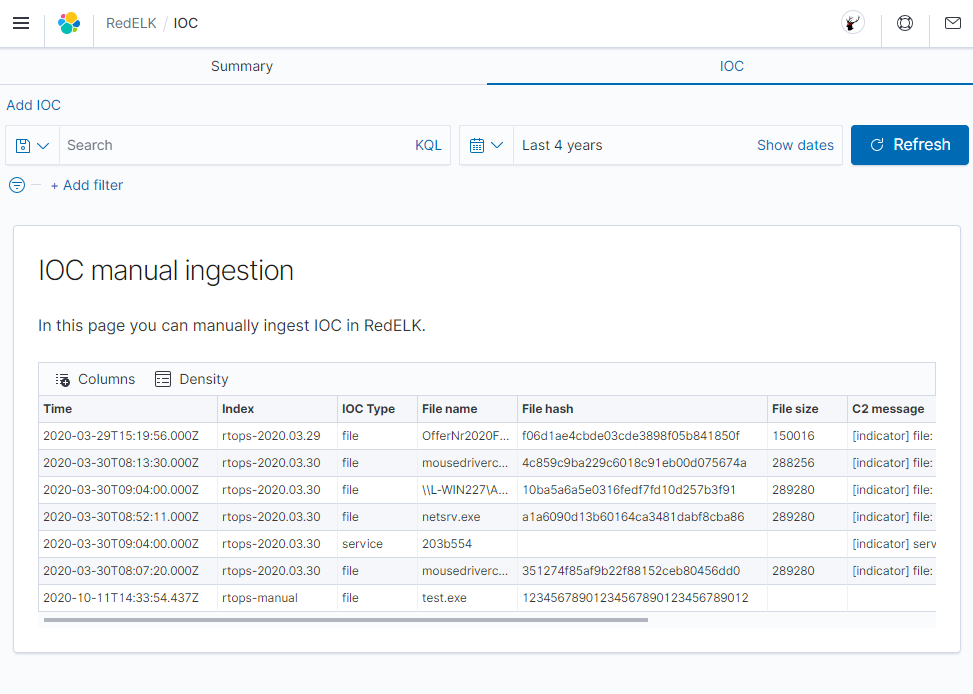 RedELK / IOC
Summary IOC
Add IOC
Search KQL Last 4 years Show dates Refresh
+ Add filter
IOC manual ingestion
In this page you can manually ingest IOC in RedELK.
Columns Density
Time Index IOC Type File name File hash File size C2 message
2020-03-29T15:19:56.000Z rtops-2020.03.29 file OfferNr2020F... f06d1ae4cbde03cde3898f05b841850f 150016 [indicator] file:
2020-03-30T08:13:30.000Z rtops-2020.03.30 file mousedriverc... 4c859c9ba229c6018c91eb00d075674a 288256 [indicator] file:
2020-03-30T09:04:00.000Z rtops-2020.03.30 file \\L-WIN227\A... 10ba5a6a5e0316fedf7fd10d257b3f91 289280 [indicator] file:
2020-03-30T08:52:11.000Z rtops-2020.03.30 file netsrv.exe a1a6090d13b60164ca3481dabf8cba86 289280 [indicator] file:
2020-03-30T09:04:00.000Z rtops-2020.03.30 service 203b554 [indicator] serv
2020-03-30T08:07:20.000Z rtops-2020.03.30 file mousedriverc... 351274f85af9b22f88152ceb80456dd0 289280 [indicator] file:
2020-10-11T14:33:54.437Z rtops-manual file test.exe 12345678901234567890123456789012